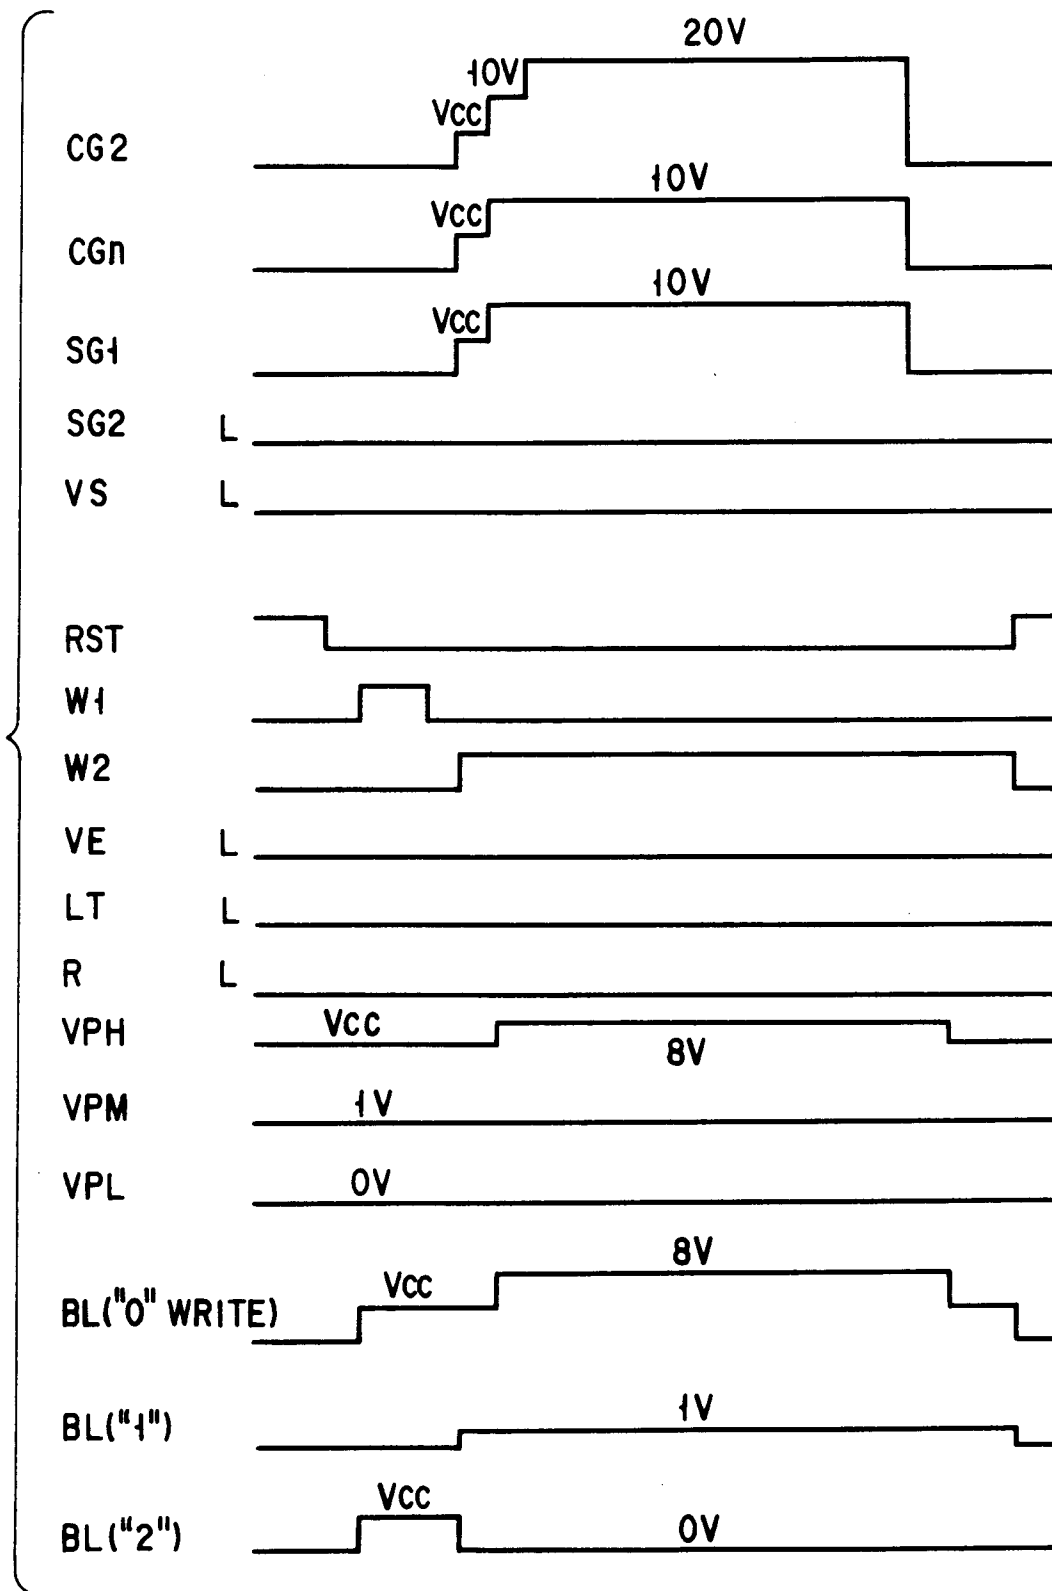 20V
10V
VCC
CG2
10V
VCC
CGn
10V
VCC
SG1
SG2 L
VS L
RST
W1
W2
VE L
LT L
R L
VPH VCC
8V
VPM 1V
VPL 0V
8V
VCC
BL("0" WRITE)
1V
BL("1")
VCC
BL("2") 0V